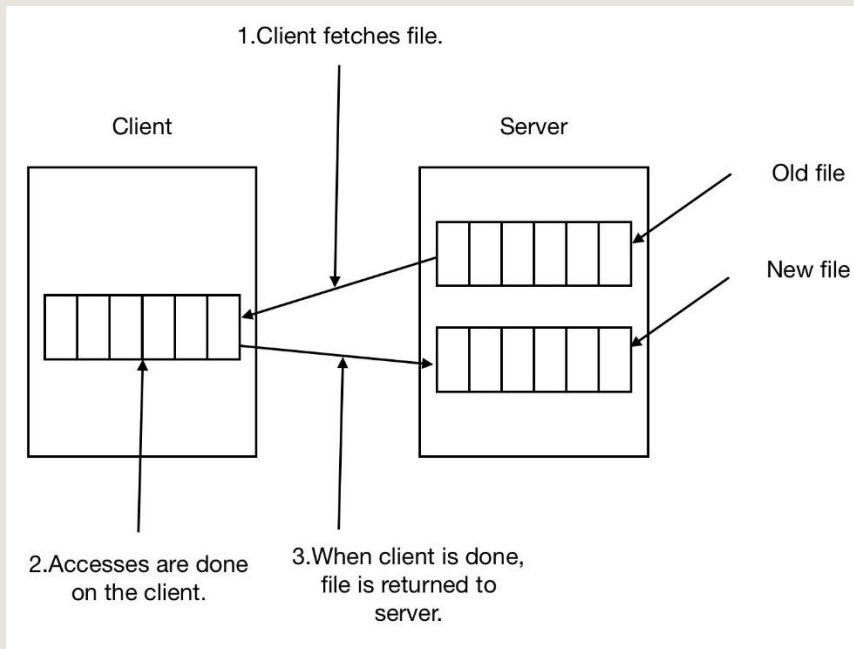 1.Client fetches file.
Client
Server
Old file
New file
2.Accesses are done
on the client.
3.When client is done,
file is returned to
server.